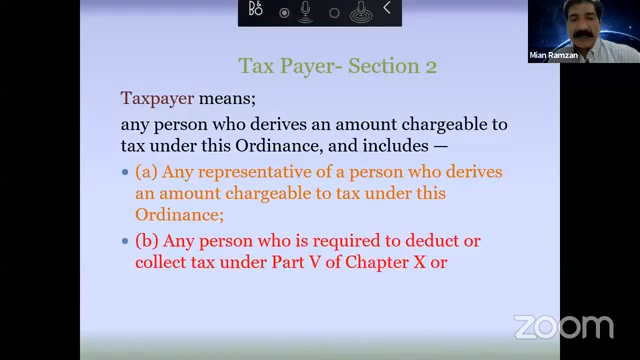 D&
BO
Mian Ramzan
Tax Payer- Section 2
Taxpayer means;
any person who derives an amount chargeable to
tax under this Ordinance, and includes —
• (a) Any representative of a person who derives
an amount chargeable to tax under this
Ordinance;
• (b) Any person who is required to deduct or
collect tax under Part V of Chapter X or
zoom